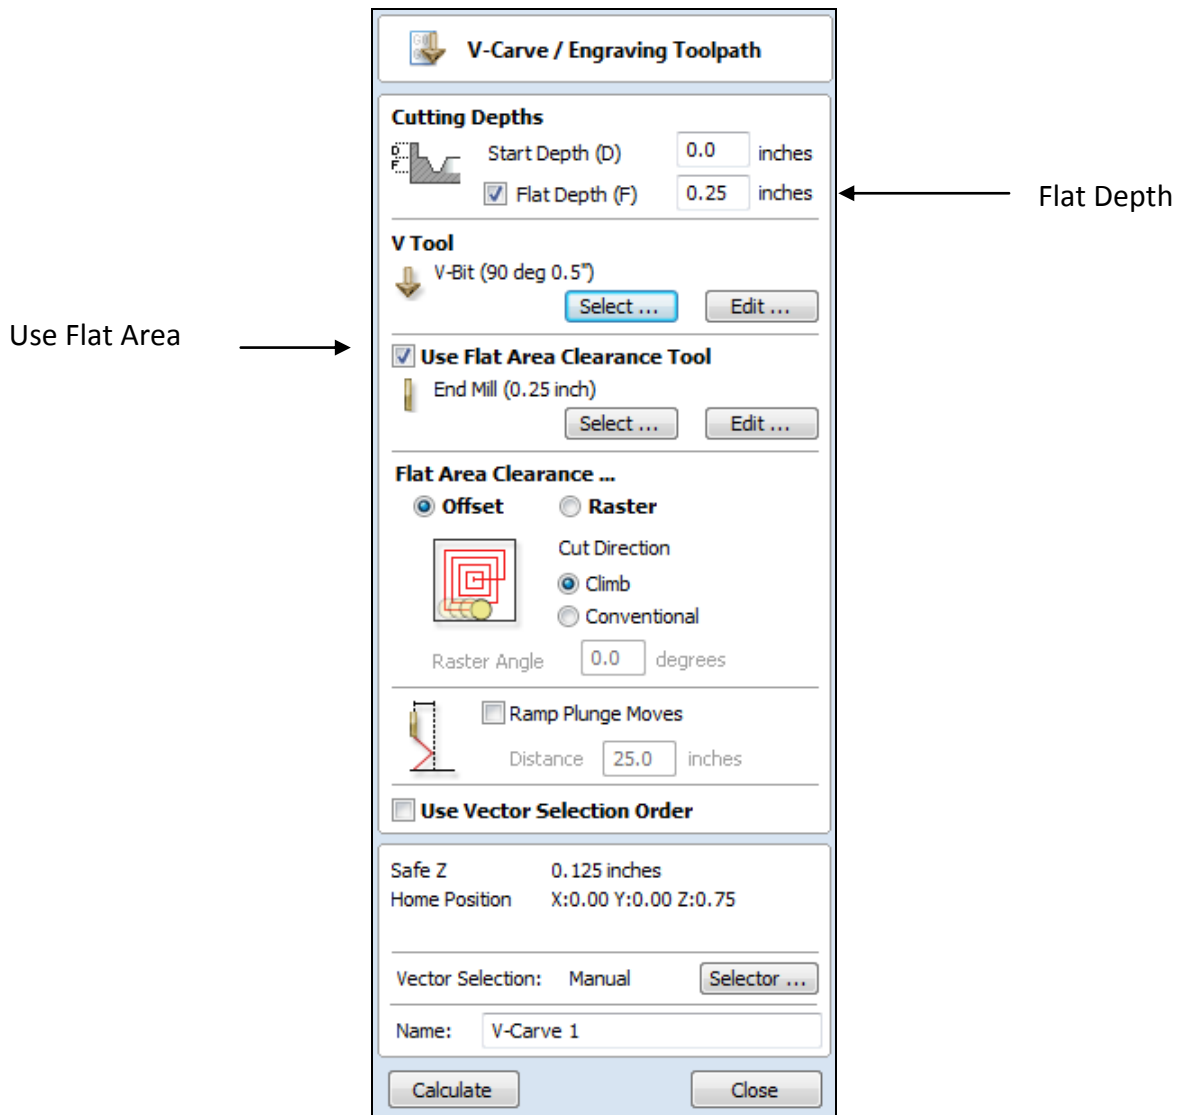 V-Carve / Engraving Toolpath
Cutting Depths
D
Start Depth (D) 0.0 inches
F
Flat Depth (F) 0.25 inches
Flat Depth
V Tool
V-Bit (90 deg 0.5")
Select ... Edit ...
Use Flat Area
Use Flat Area Clearance Tool
End Mill (0.25 inch)
Select ... Edit ...
Flat Area Clearance ...
Offset Raster
Cut Direction
Climb
Conventional
Raster Angle 0.0 degrees
Ramp Plunge Moves
Distance 25.0 inches
Use Vector Selection Order
Safe Z 0.125 inches
Home Position X:0.00 Y:0.00 Z:0.75
Vector Selection: Manual Selector ...
Name: V-Carve 1
Calculate Close